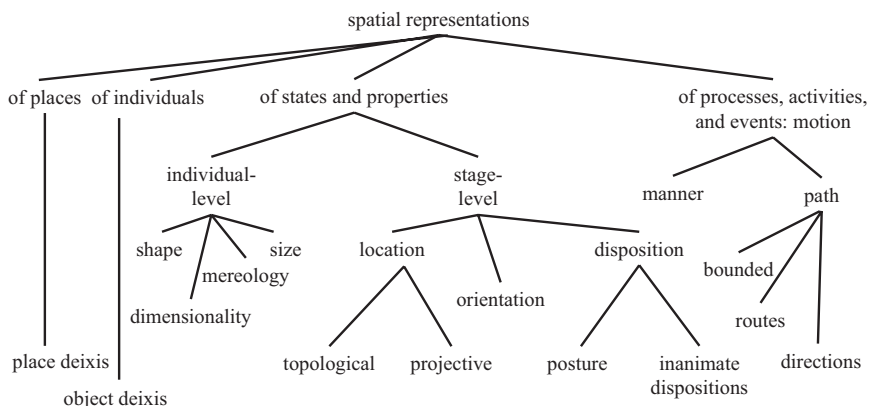 spatial representations
of places
of individuals
of states and properties
of processes, activities,
and events: motion
individual-
level
stage-
level
manner
path
shape
size
mereology
dimensionality
location
orientation
disposition
bounded
routes
place deixis
object deixis
topological
projective
posture
inanimate
dispositions
directions